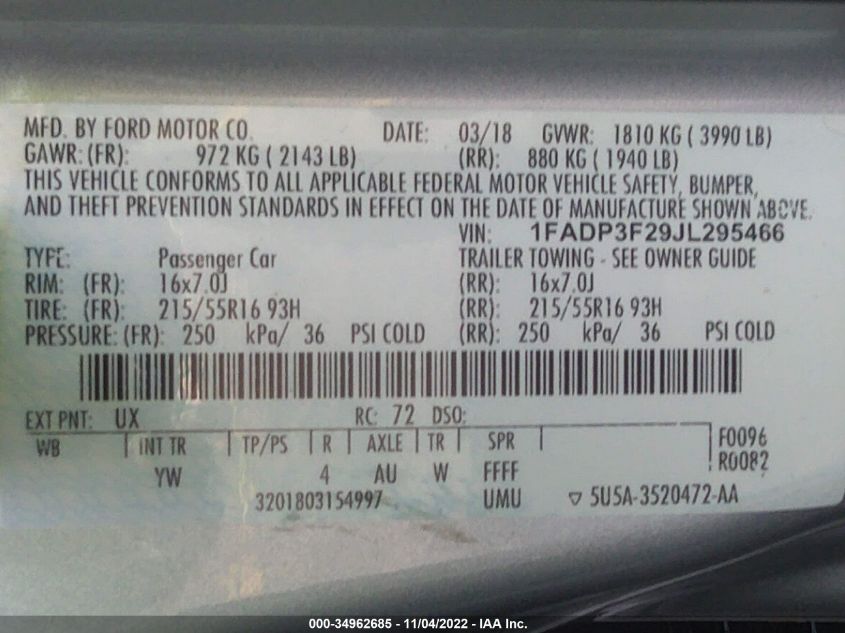 MFD. BY FORD MOTOR CO. DATE: 03/18 GVWR: 1810 KG ( 3990 LB)
GAWR: (FR): 972 KG ( 2143 LB) (RR): 880 KG ( 1940 LB)
THIS VEHICLE CONFORMS TO ALL APPLICABLE FEDERAL MOTOR VEHICLE SAFETY, BUMPER,
AND THEFT PREVENTION STANDARDS IN EFFECT ON THE DATE OF MANUFACTURE SHOWN ABOVE.
VIN: 1FADP3F29JL295466
TYPE: Passenger Car TRAILER TOWING - SEE OWNER GUIDE
RIM: (FR): 16x7.0J (RR): 16x7.0J
TIRE: (FR): 215/55R16 93H (RR): 215/55R16 93H
PRESSURE: (FR): 250 kPa/ 36 PSI COLD (RR): 250 kPa/ 36 PSI COLD
EXT PNT: UX RC: 72 DSO:
WB INT TR TP/PS R AXLE TR SPR F0096
YW 4 AU W FFFF R0082
3201803154997 UMU ▽ 5U5A-3520472-AA
000-34962685 - 11/04/2022 - IAA Inc.